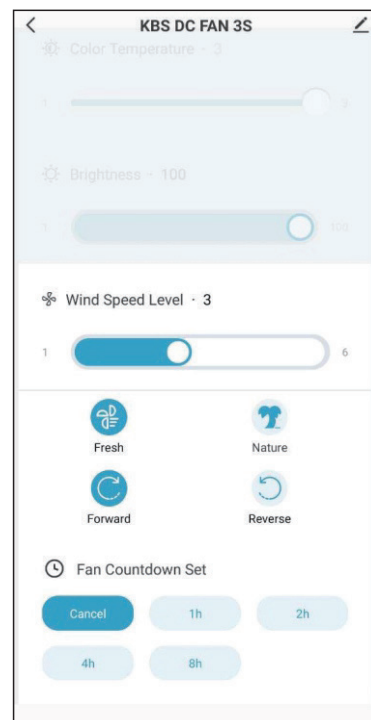 KBS DC FAN 3S
Color Temperature · 3
1
Brightness · 100
1 100
Wind Speed Level · 3
1 6
Fresh Nature
Forward Reverse
Fan Countdown Set
Cancel 1h 2h
4h 8h